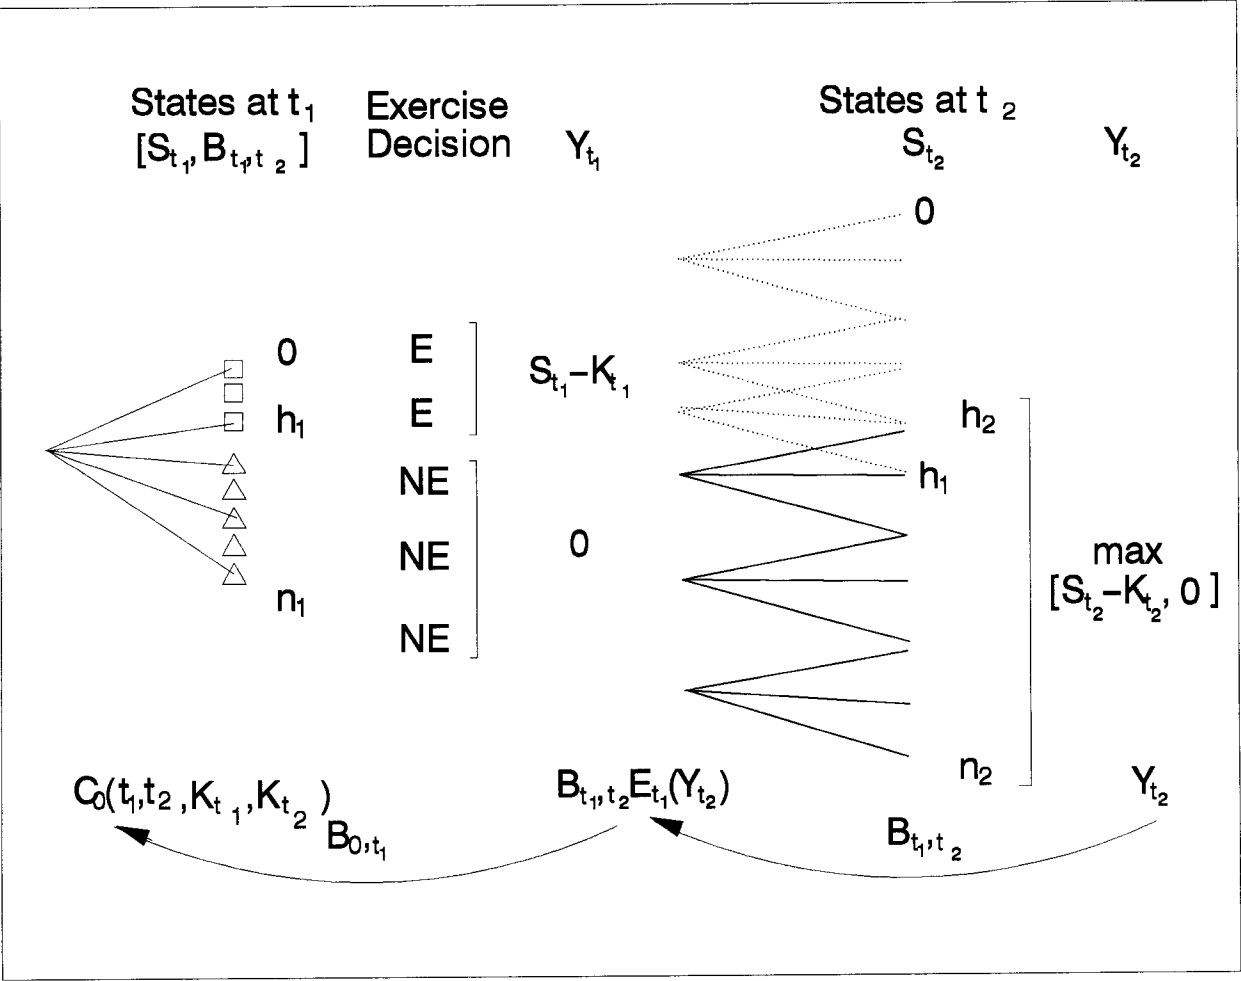 States at t₁ Exercise States at t₂
[Sₜ₁, Bₜ₁,ₜ₂] Decision Yₜ₁ Sₜ₂ Yₜ₂
0
0 E
Sₜ₁–Kₜ₁
h₁ E h₂
NE h₁
0
NE max
[Sₜ₂–Kₜ₂, 0]
n₁
NE
n₂
C₀(t₁,t₂,Kₜ₁,Kₜ₂) Bₜ₁,ₜ₂Eₜ₁(Yₜ₂) Yₜ₂
B₀,ₜ₁ Bₜ₁,ₜ₂